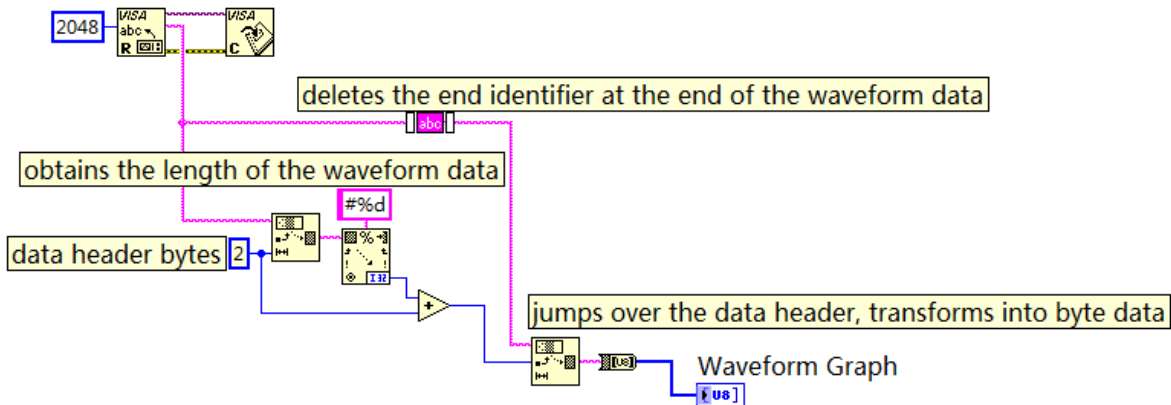 VISA
abc
R
VISA
C
2048
deletes the end identifier at the end of the waveform data
abc
obtains the length of the waveform data
#%d
data header bytes
2
%
I32
+
jumps over the data header, transforms into byte data
[U8]
Waveform Graph
U8]